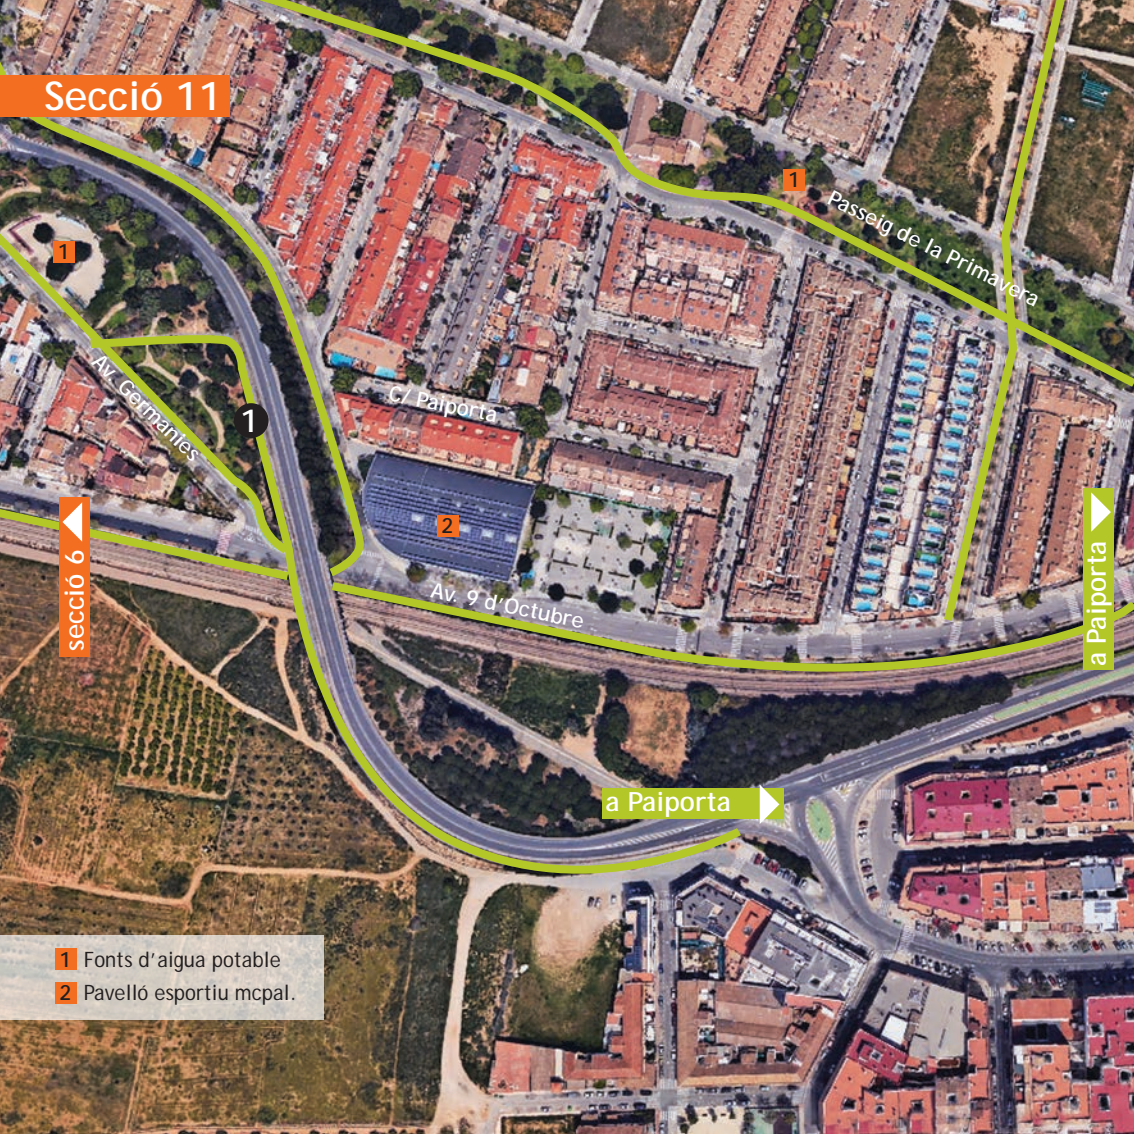 Secció 11
1
Passeig de la Primavera
1
Av. Germanies
1
C/ Paiporta
2
secció 6
Av. 9 d'Octubre
a Paiporta
a Paiporta
1 Fonts d'aigua potable
2 Pavelló esportiu mcpal.